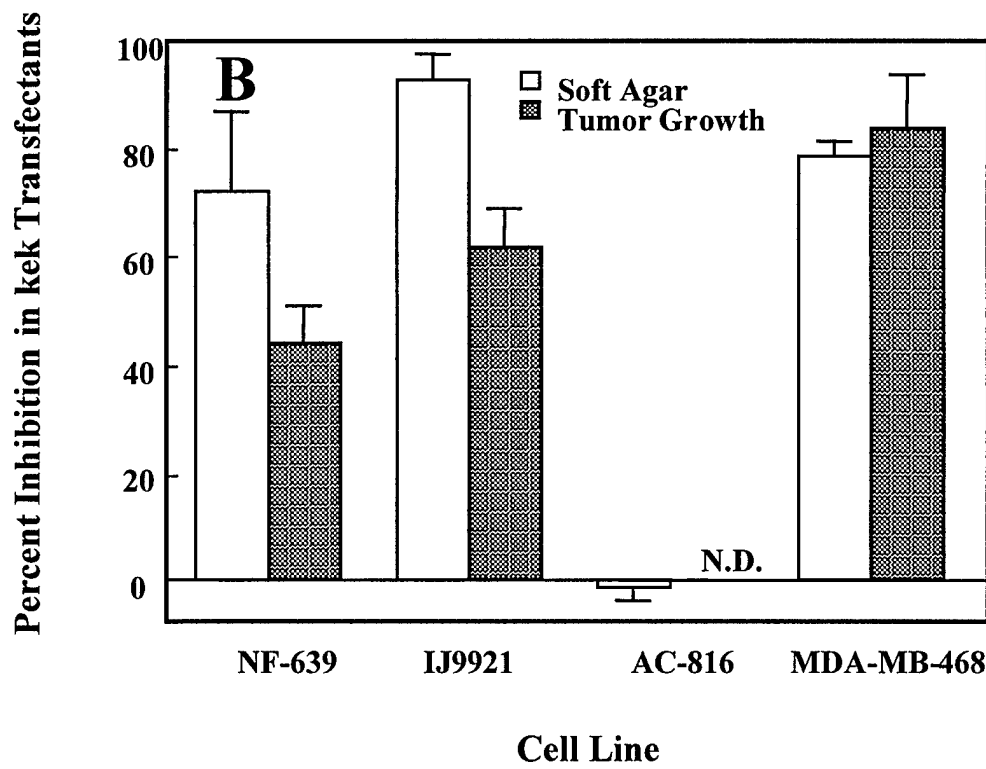 Percent Inhibition in kek Transfectants
100
80
60
40
20
0
B
Soft Agar
Tumor Growth
N.D.
NF-639 IJ9921 AC-816 MDA-MB-468
Cell Line